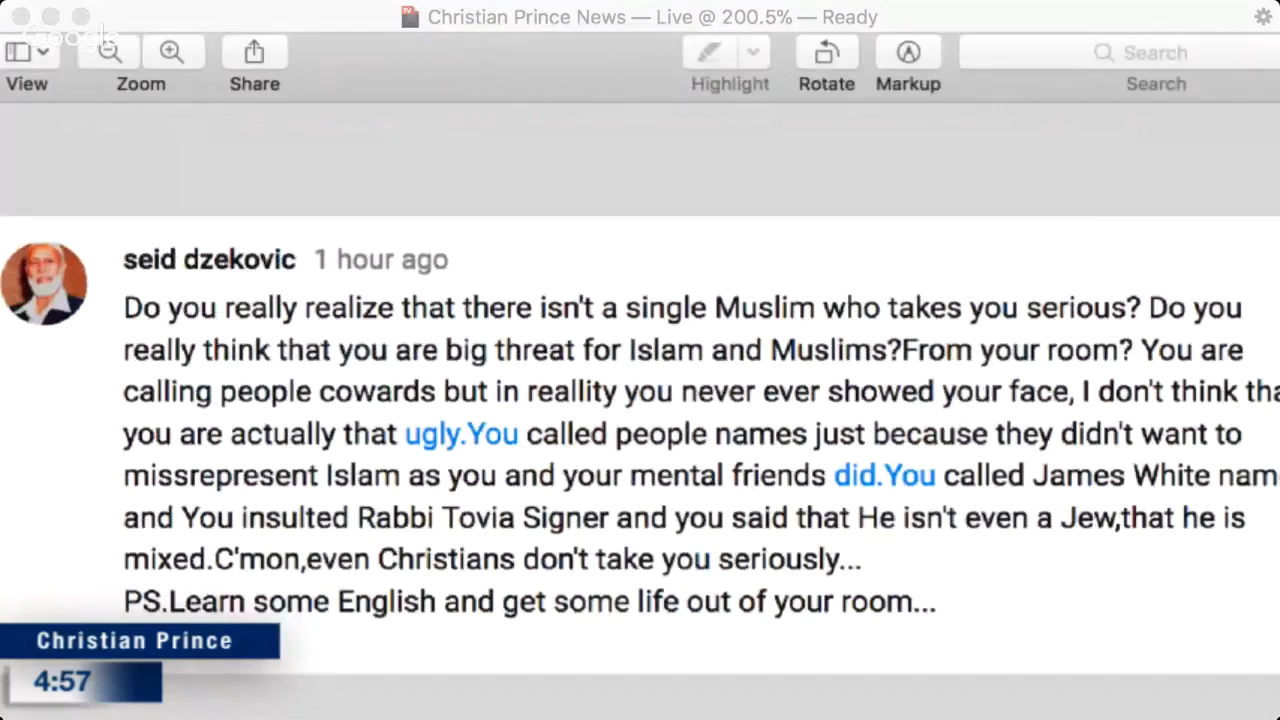 Christian Prince News — Live @ 200.5% — Ready
Google
View
Zoom
Share
Highlight
Rotate
Markup
Search
Search
seid dzekovic 1 hour ago
Do you really realize that there isn't a single Muslim who takes you serious? Do you
really think that you are big threat for Islam and Muslims?From your room? You are
calling people cowards but in reallity you never ever showed your face, I don't think tha
you are actually that ugly.You called people names just because they didn't want to
missrepresent Islam as you and your mental friends did.You called James White nam
and You insulted Rabbi Tovia Signer and you said that He isn't even a Jew,that he is
mixed.C'mon,even Christians don't take you seriously...
PS.Learn some English and get some life out of your room...
Christian Prince
4:57